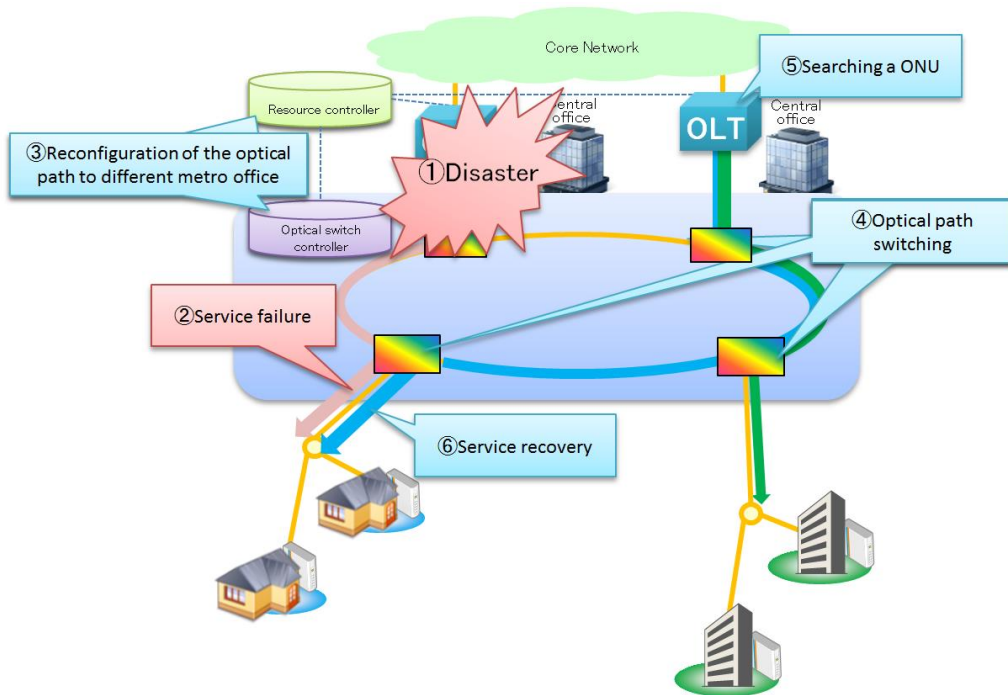 Core Network
⑤Searching a ONU
Resource controller
Central
office
OLT
Central
office
③Reconfiguration of the optical
path to different metro office
①Disaster
Optical switch
controller
④Optical path
switching
②Service failure
⑥Service recovery